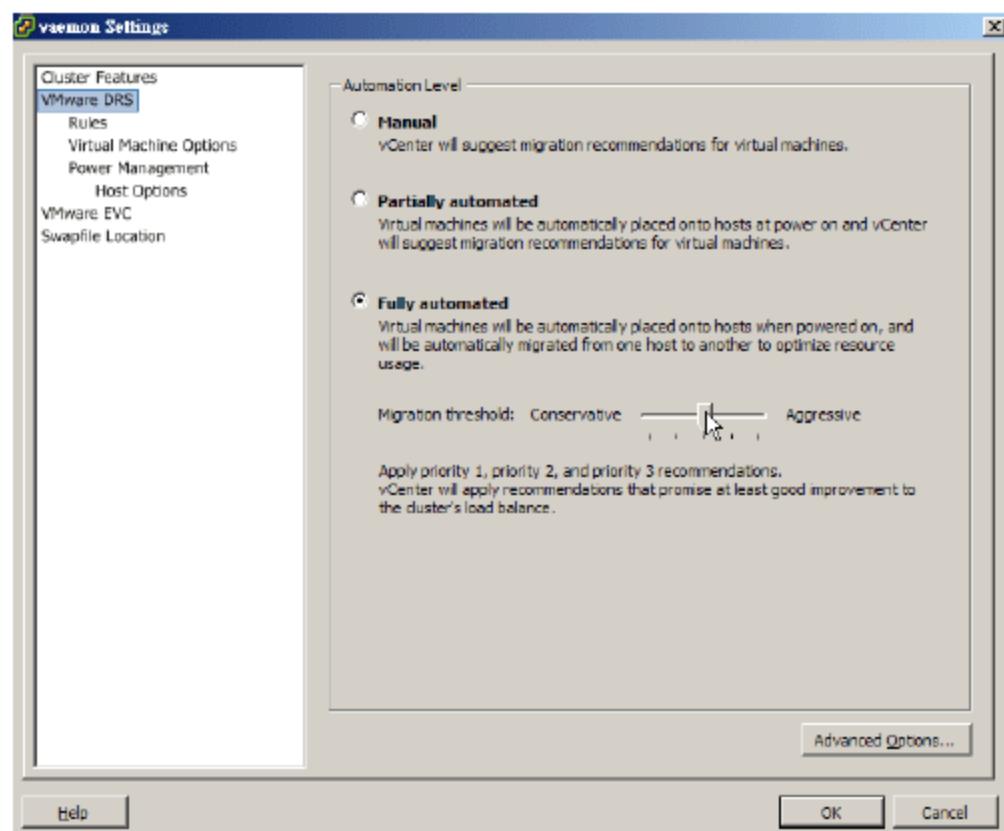 vaemon Settings
Cluster Features
VMware DRS
Rules
Virtual Machine Options
Power Management
Host Options
VMware EVC
Swapfile Location
Automation Level
Manual
vCenter will suggest migration recommendations for virtual machines.
Partially automated
Virtual machines will be automatically placed onto hosts at power on and vCenter
will suggest migration recommendations for virtual machines.
Fully automated
Virtual machines will be automatically placed onto hosts when powered on, and
will be automatically migrated from one host to another to optimize resource
usage.
Migration threshold: Conservative Aggressive
Apply priority 1, priority 2, and priority 3 recommendations.
vCenter will apply recommendations that promise at least good improvement to
the cluster's load balance.
Advanced Options...
Help OK Cancel